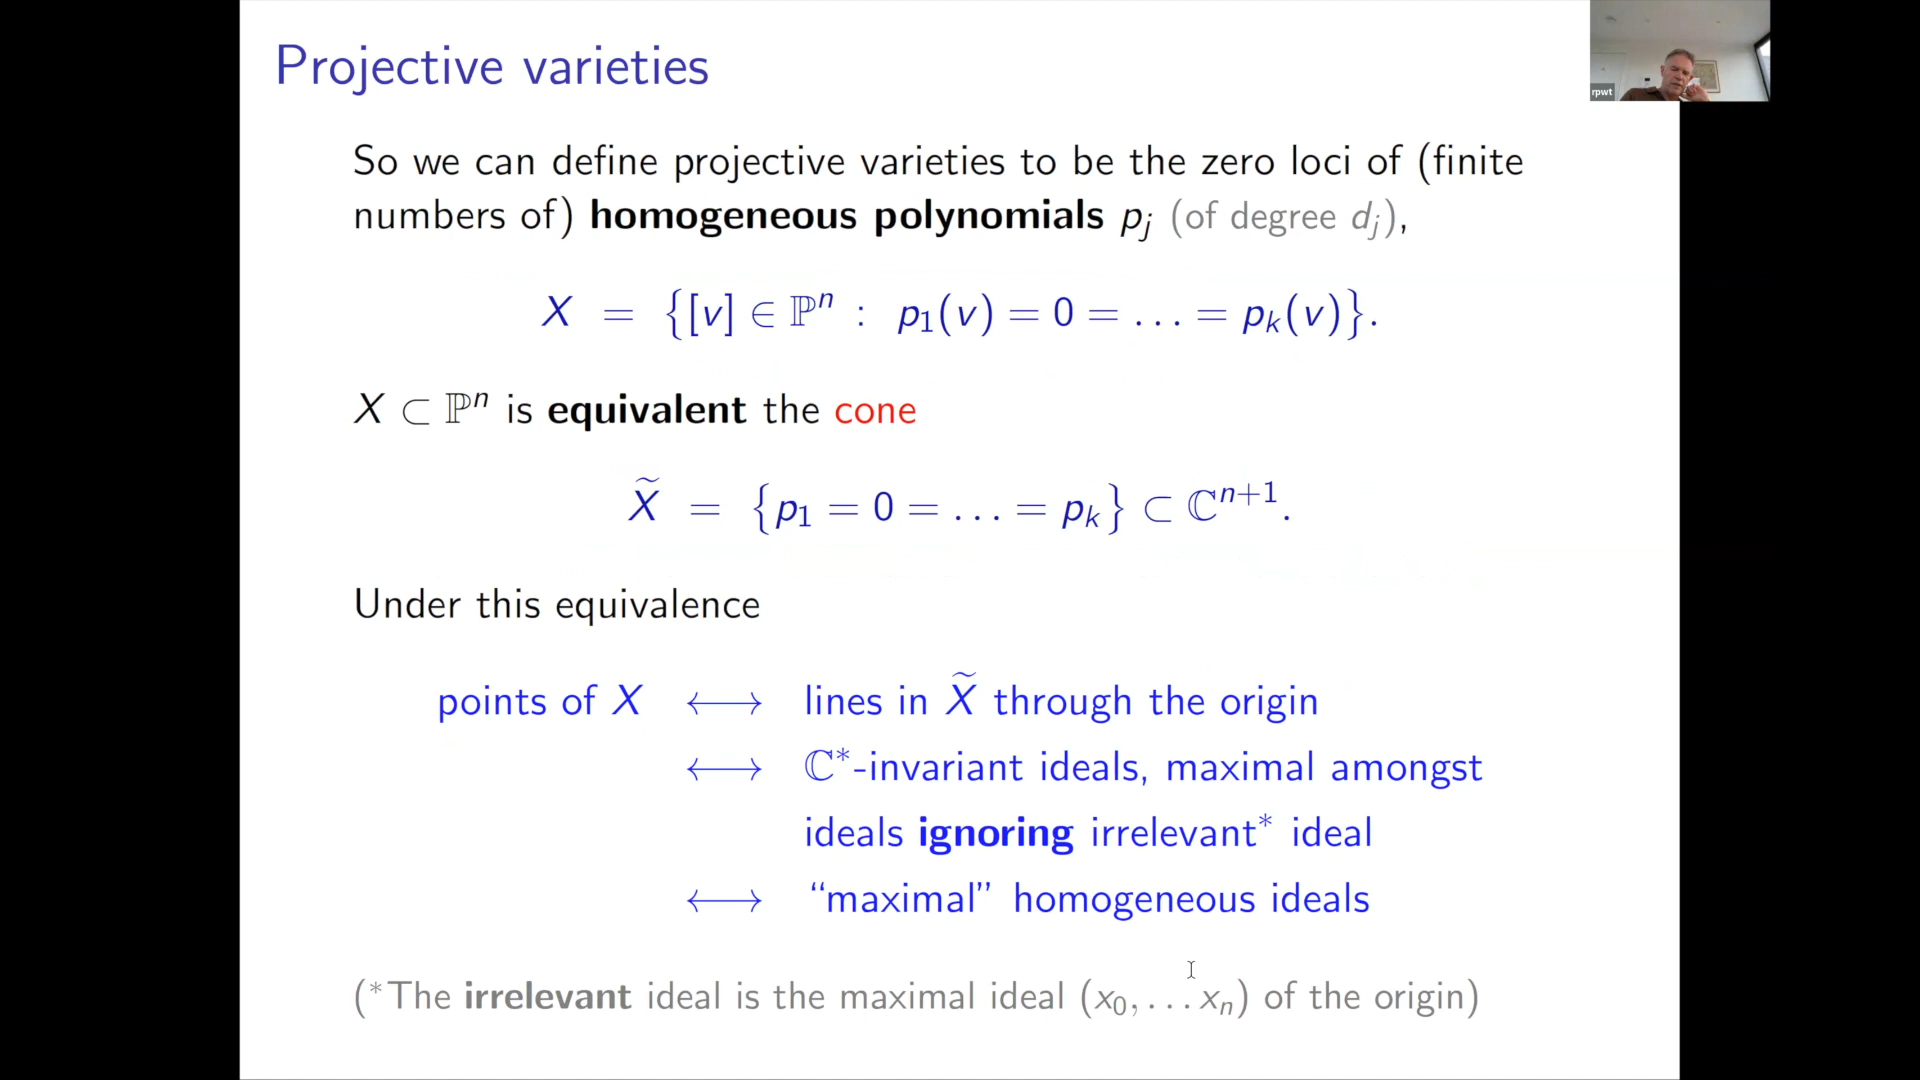 Projective varieties
rpwt
So we can define projective varieties to be the zero loci of (finite
numbers of) homogeneous polynomials pⱼ (of degree dⱼ),
X = {[v] ∈ ℙⁿ : p₁(v) = 0 = … = pₖ(v)}.
X ⊂ ℙⁿ is equivalent the cone
X̃ = {p₁ = 0 = … = pₖ} ⊂ ℂⁿ⁺¹.
Under this equivalence
points of X ⟷ lines in X̃ through the origin
⟷ ℂ*-invariant ideals, maximal amongst
ideals ignoring irrelevant* ideal
⟷ “maximal” homogeneous ideals
(*The irrelevant ideal is the maximal ideal (x₀, … xₙ) of the origin)